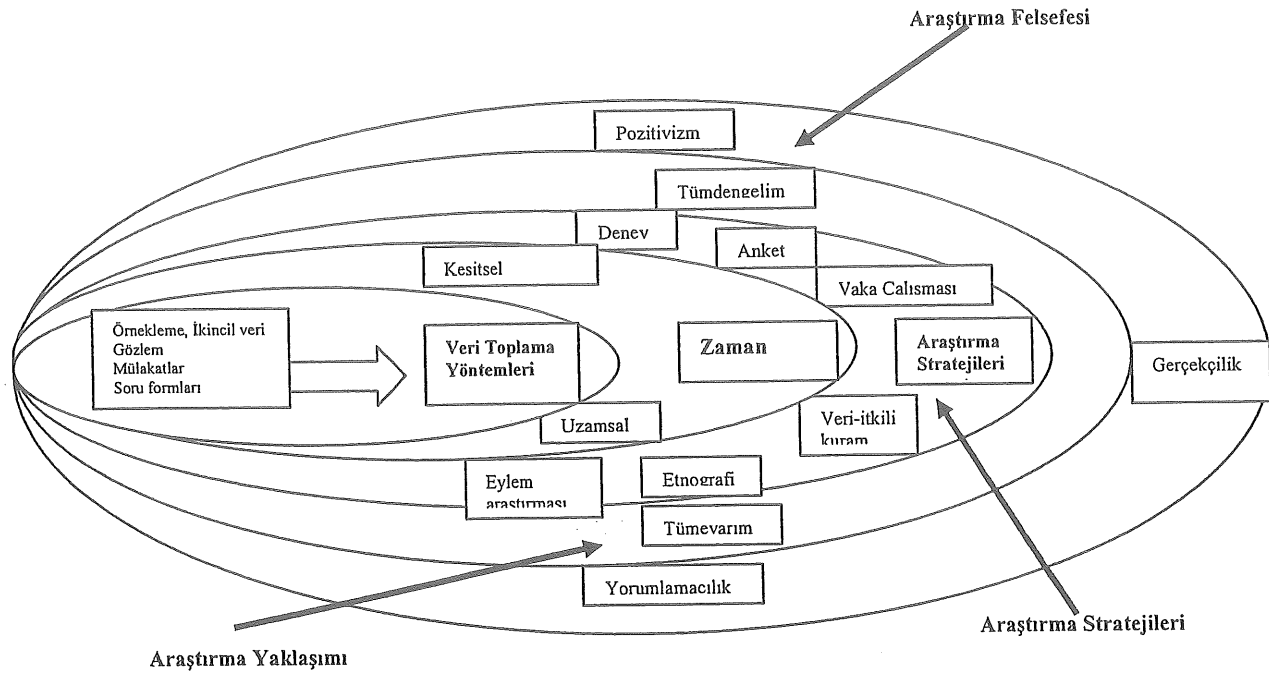 Araştırma Felsefesi
Pozitivizm
Tümdengelim
Denev
Anket
Kesitsel
Vaka Calısması
Örnekleme, İkincil veri
Gözlem
Mülakatlar
Soru formları
Veri Toplama
Yöntemleri
Zaman
Araştırma
Stratejileri
Gerçekçilik
Uzamsal
Veri-itkili
kuram
Eylem
arastırması
Etnografi
Tümevarım
Yorumlamacılık
Araştırma Stratejileri
Araştırma Yaklaşımı